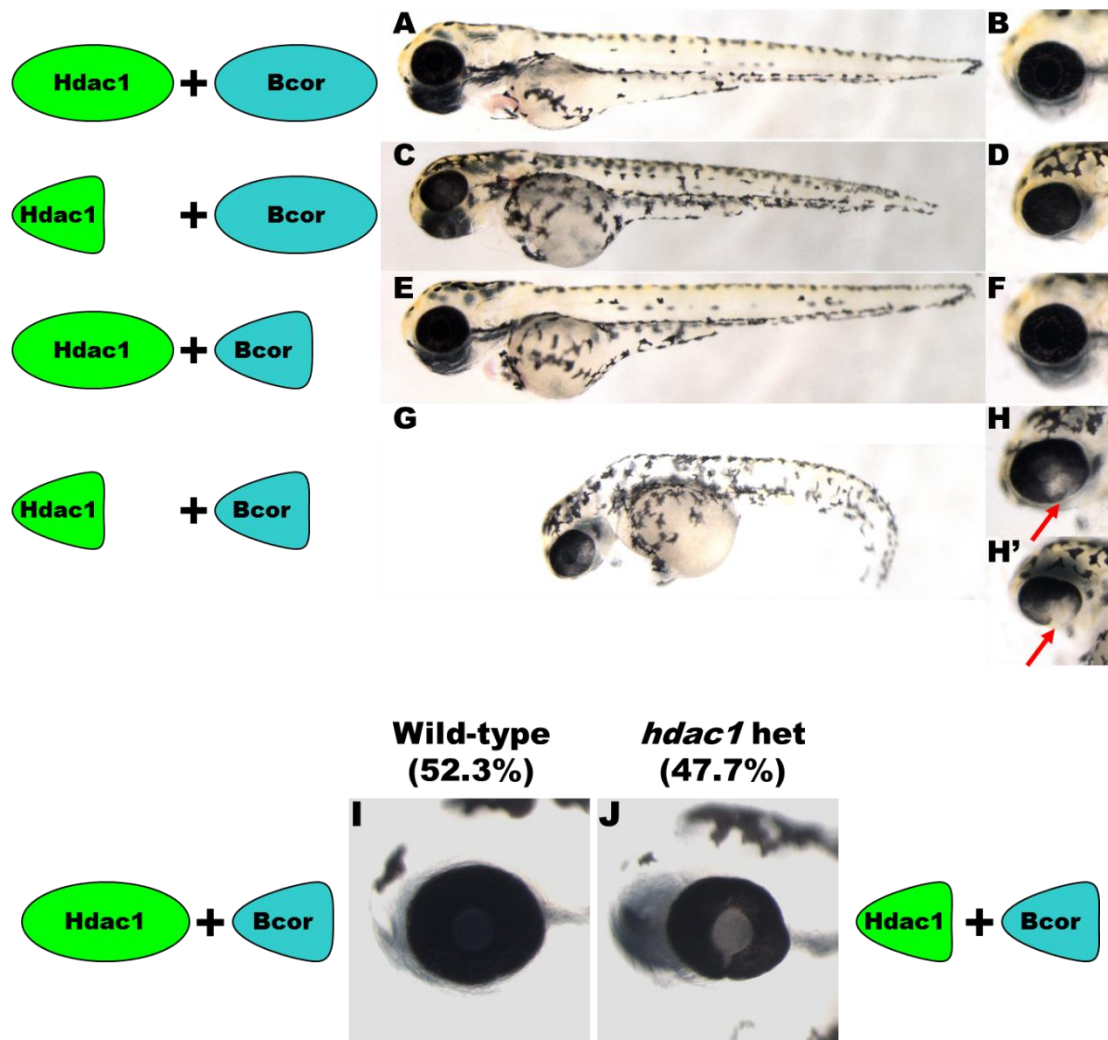 A
B
Hdac1 + Bcor
C
D
Hdac1 + Bcor
E
F
Hdac1 + Bcor
G
H
Hdac1 + Bcor
H’
Wild-type
(52.3%)
hdac1 het
(47.7%)
I
J
Hdac1 + Bcor
Hdac1 + Bcor